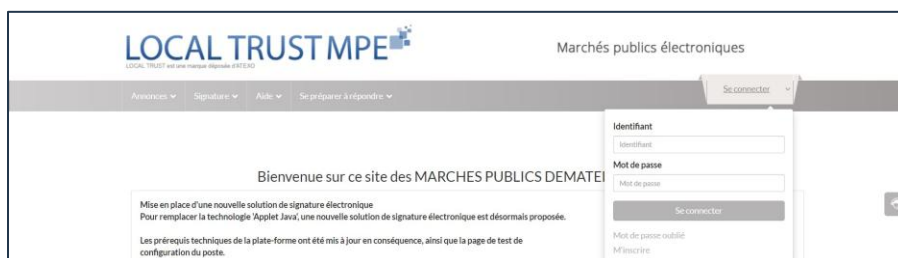 LOCAL TRUST MPE
LOCAL TRUST est une marque déposée d'ATEXO
Marchés publics électroniques
Annonces
Signature
Aide
Se préparer à répondre
Se connecter
Identifiant
Identifiant
Mot de passe
Mot de passe
Se connecter
Mot de passe oublié
M'inscrire
Bienvenue sur ce site des MARCHES PUBLICS DEMATE
Mise en place d'une nouvelle solution de signature électronique
Pour remplacer la technologie 'Applet Java', une nouvelle solution de signature électronique est désormais proposée.
Les prérequis techniques de la plate-forme ont été mis à jour en conséquence, ainsi que la page de test de
configuration du poste.